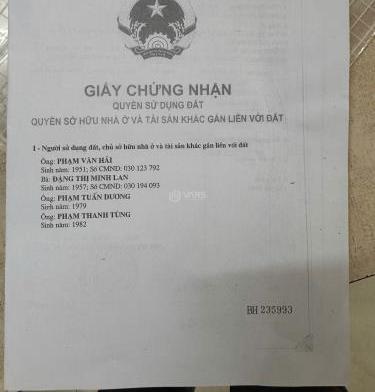 GIẤY CHỨNG NHẬN
QUYỀN SỬ DỤNG ĐẤT
QUYỀN SỞ HỮU NHÀ Ở VÀ TÀI SẢN KHÁC GẮN LIỀN VỚI ĐẤT
I - Người sử dụng đất, chủ sở hữu nhà ở và tài sản khác gắn liền với đất
Ông: PHẠM VĂN HẢI
Sinh năm: 1951; Số CMND: 030 123 792
Bà: ĐẶNG THỊ MINH LAN
Sinh năm: 1957; Số CMND: 030 194 093
Ông: PHẠM TUẤN DƯƠNG
Sinh năm: 1979
Ông: PHẠM THANH TÙNG
Sinh năm: 1982
BH 235993